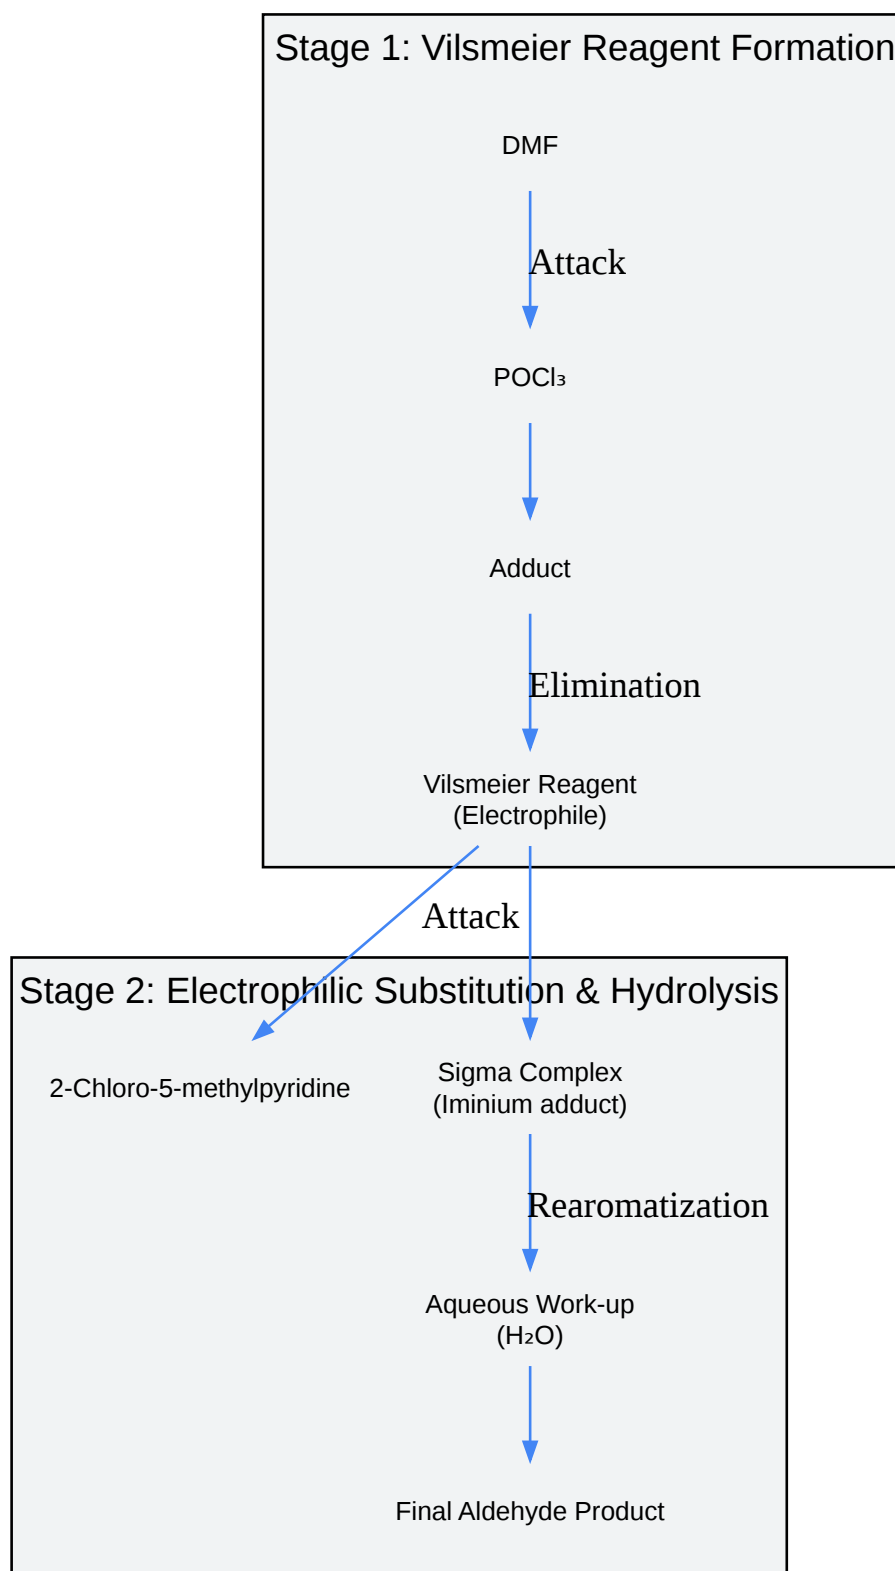 Stage 1: Vilsmeier Reagent Formation
DMF
Attack
POCl₃
Adduct
Elimination
Vilsmeier Reagent
(Electrophile)
Attack
Stage 2: Electrophilic Substitution & Hydrolysis
2-Chloro-5-methylpyridine
Sigma Complex
(Iminium adduct)
Rearomatization
Aqueous Work-up
(H₂O)
Final Aldehyde Product